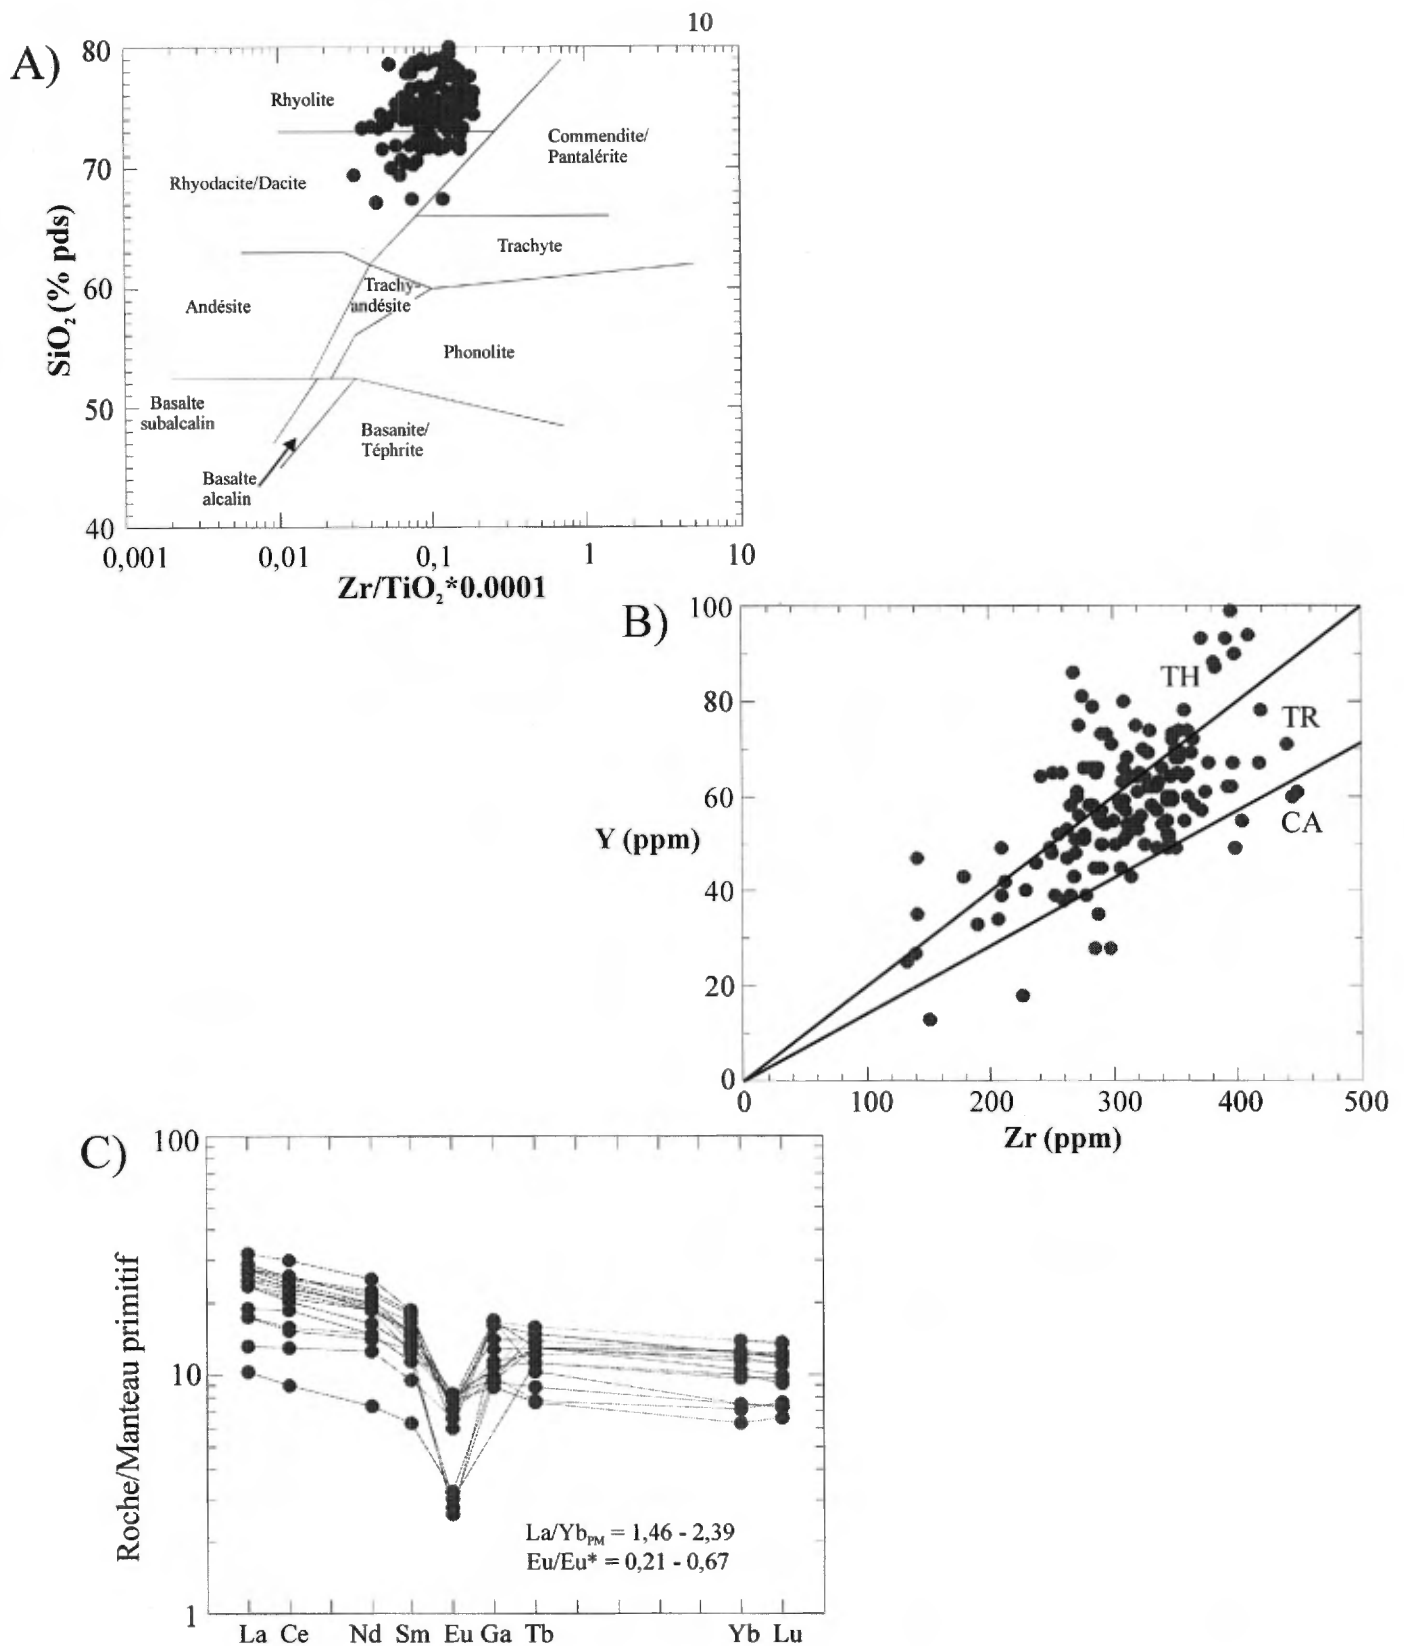 10
A)
80
70
60
50
40
SiO2 (% pds)
Rhyolite
Commendite/
Pantalérite
Rhyodacite/Dacite
Trachyte
Trachy-
andésite
Andésite
Phonolite
Basalte
subalcalin
Basanite/
Téphrite
Basalte
alcalin
0,001 0,01 0,1 1 10
Zr/TiO2*0.0001
B)
100
80
60
40
20
0
Y (ppm)
TH
TR
CA
0 100 200 300 400 500
Zr (ppm)
C)
100
10
1
Roche/Manteau primitif
La/YbPM = 1,46 - 2,39
Eu/Eu* = 0,21 - 0,67
La Ce Nd Sm Eu Ga Tb Yb Lu